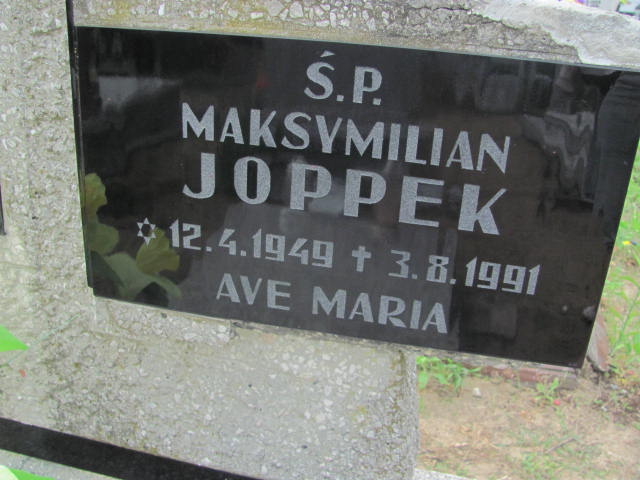 Ś.P.
MAKSYMILIAN
JOPPEK
✡ 12.4.1949 ✝ 3.8.1991
AVE MARIA